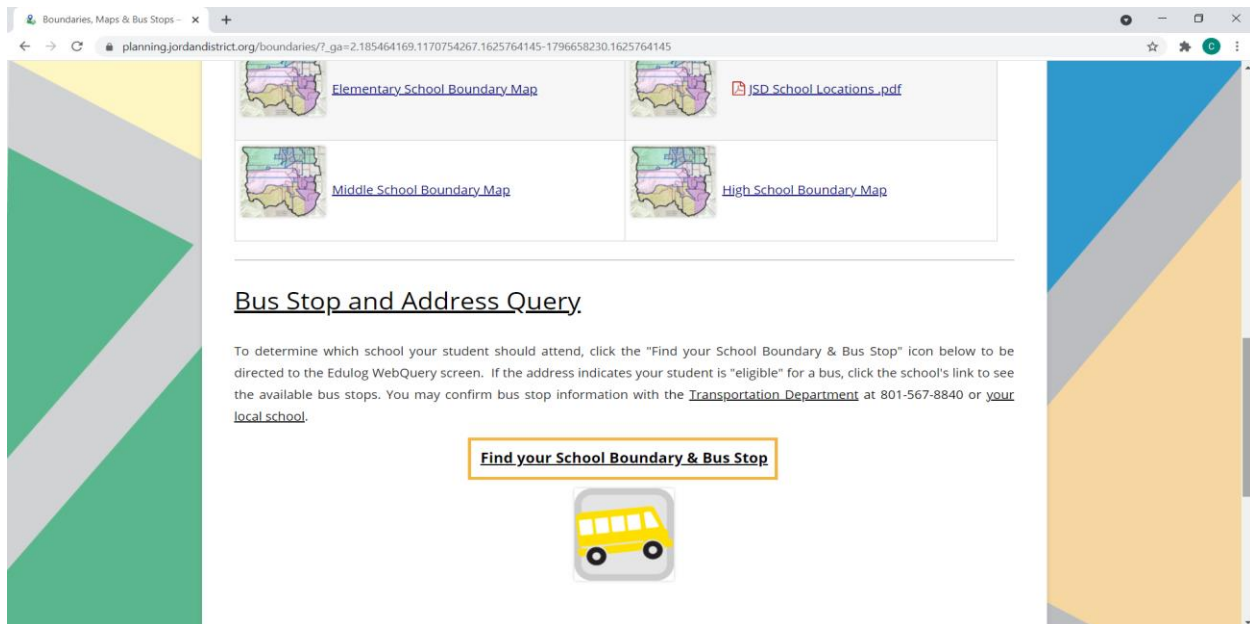 Boundaries, Maps & Bus Stops –
planning.jordandistrict.org/boundaries/?_ga=2.185464169.1170754267.1625764145-1796658230.1625764145
C
Elementary School Boundary Map
JSD School Locations .pdf
Middle School Boundary Map
High School Boundary Map
Bus Stop and Address Query
To determine which school your student should attend, click the "Find your School Boundary & Bus Stop" icon below to be
directed to the Edulog WebQuery screen. If the address indicates your student is "eligible" for a bus, click the school's link to see
the available bus stops. You may confirm bus stop information with the Transportation Department at 801-567-8840 or your
local school.
Find your School Boundary & Bus Stop